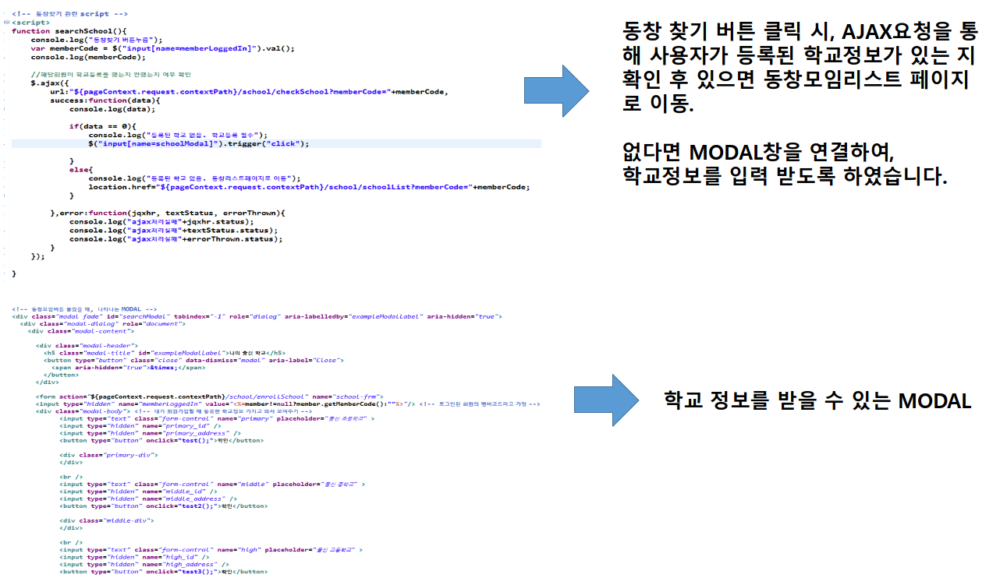 <!-- 동창찾기 관련 script -->
<script>
function searchSchool(){
console.log("동창찾기 버튼누름");
var memberCode = $("input[name=memberLoggedIn]").val();
console.log(memberCode);
//해당회원이 학교등록을 했는지 안했는지 여부 확인
$.ajax({
url:"${pageContext.request.contextPath}/school/checkSchool?memberCode="+memberCode,
success:function(data){
console.log(data);
if(data == 0){
console.log("등록된 학교 없음. 학교등록 필수");
$("input[name=schoolModal]").trigger("click");
}
else{
console.log("등록된 학교 있음. 동창리스트페이지로 이동");
location.href="${pageContext.request.contextPath}/school/schoolList?memberCode="+memberCode;
}
},error:function(jqxhr, textStatus, errorThrown){
console.log("ajax처리실패"+jqxhr.status);
console.log("ajax처리실패"+textStatus.status);
console.log("ajax처리실패"+errorThrown.status);
}
});
}
동창 찾기 버튼 클릭 시, AJAX요청을 통
해 사용자가 등록된 학교정보가 있는 지
확인 후 있으면 동창모임리스트 페이지
로 이동.
없다면 MODAL창을 연결하여,
학교정보를 입력 받도록 하였습니다.
<!-- 동창모임버튼 눌렀을 때, 나타나는 MODAL -->
<div class="modal fade" id="searchModal" tabindex="-1" role="dialog" aria-labelledby="exampleModalLabel" aria-hidden="true">
<div class="modal-dialog" role="document">
<div class="modal-content">
<div class="modal-header">
<h5 class="modal-title" id="exampleModalLabel">나의 출신 학교</h5>
<button type="button" class="close" data-dismiss="modal" aria-label="Close">
<span aria-hidden="true">&times;</span>
</button>
</div>
<form action="${pageContext.request.contextPath}/school/enrollSchool" name="school-frm">
<input type="hidden" name="memberLoggedIn" value="<%=member!=null?member.getMemberCode():""%>"/> <!-- 로그인된 회원의 멤버코드라고 가정 -->
<div class="modal-body"> <!-- 내가 회원가입할 때 등록한 학교정보 가지고 와서 보여주기 -->
<input type="text" class="form-control" name="primary" placeholder="출신 초등학교" >
<input type="hidden" name="primary_id" />
<input type="hidden" name="primary_address" />
<button type="button" onclick="test();">확인</button>
<div class="primary-div">
</div>
<br />
<input type="text" class="form-control" name="middle" placeholder="출신 중학교" >
<input type="hidden" name="middle_id" />
<input type="hidden" name="middle_address" />
<button type="button" onclick="test2();">확인</button>
<div class="middle-div">
</div>
<br />
<input type="text" class="form-control" name="high" placeholder="출신 고등학교" >
<input type="hidden" name="high_id" />
<input type="hidden" name="high_address" />
<button type="button" onclick="test3();">확인</button>
학교 정보를 받을 수 있는 MODAL